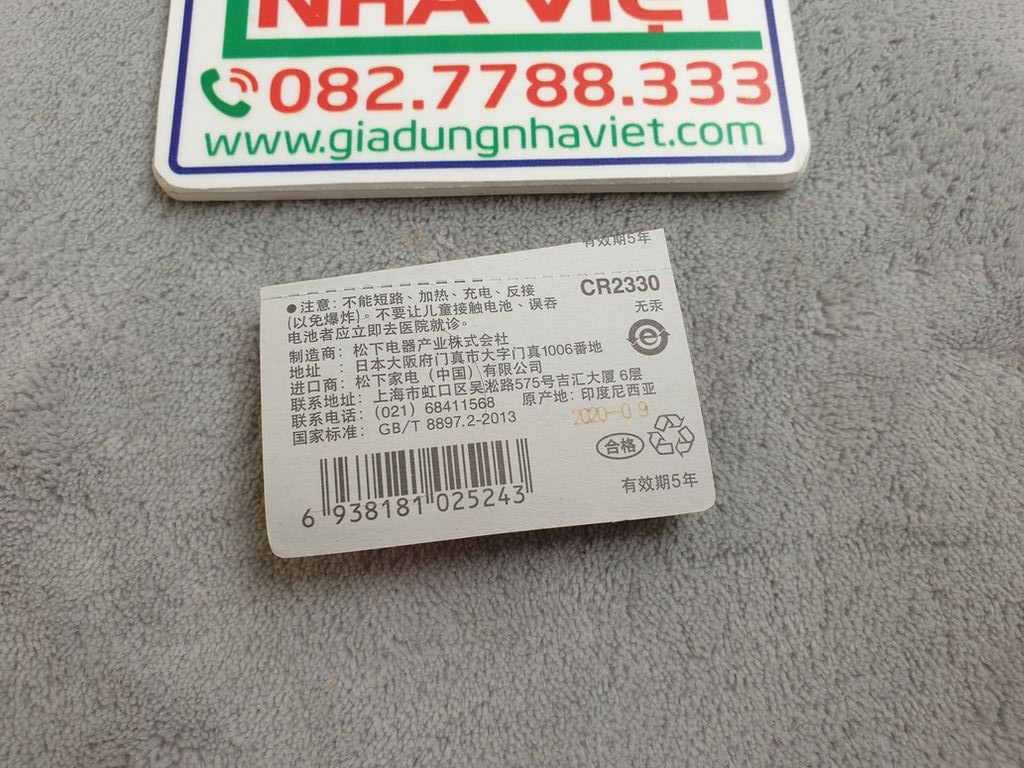 NHÀ VIỆT
082.7788.333
www.giadungnhaviet.com
有效期5年
●注意: 不能短路、加热、充电、反接
(以免爆炸)。不要让儿童接触电池、误吞
电池者应立即去医院就诊。
CR2330
无汞
制造商: 松下电器产业株式会社
地址 : 日本大阪府门真市大字门真1006番地
进口商: 松下家电（中国）有限公司
联系地址: 上海市虹口区吴淞路575号吉汇大厦 6层
联系电话: (021) 68411568 原产地: 印度尼西亚
国家标准: GB/T 8897.2-2013
2020-09
合格
有效期5年
6 938181 025243